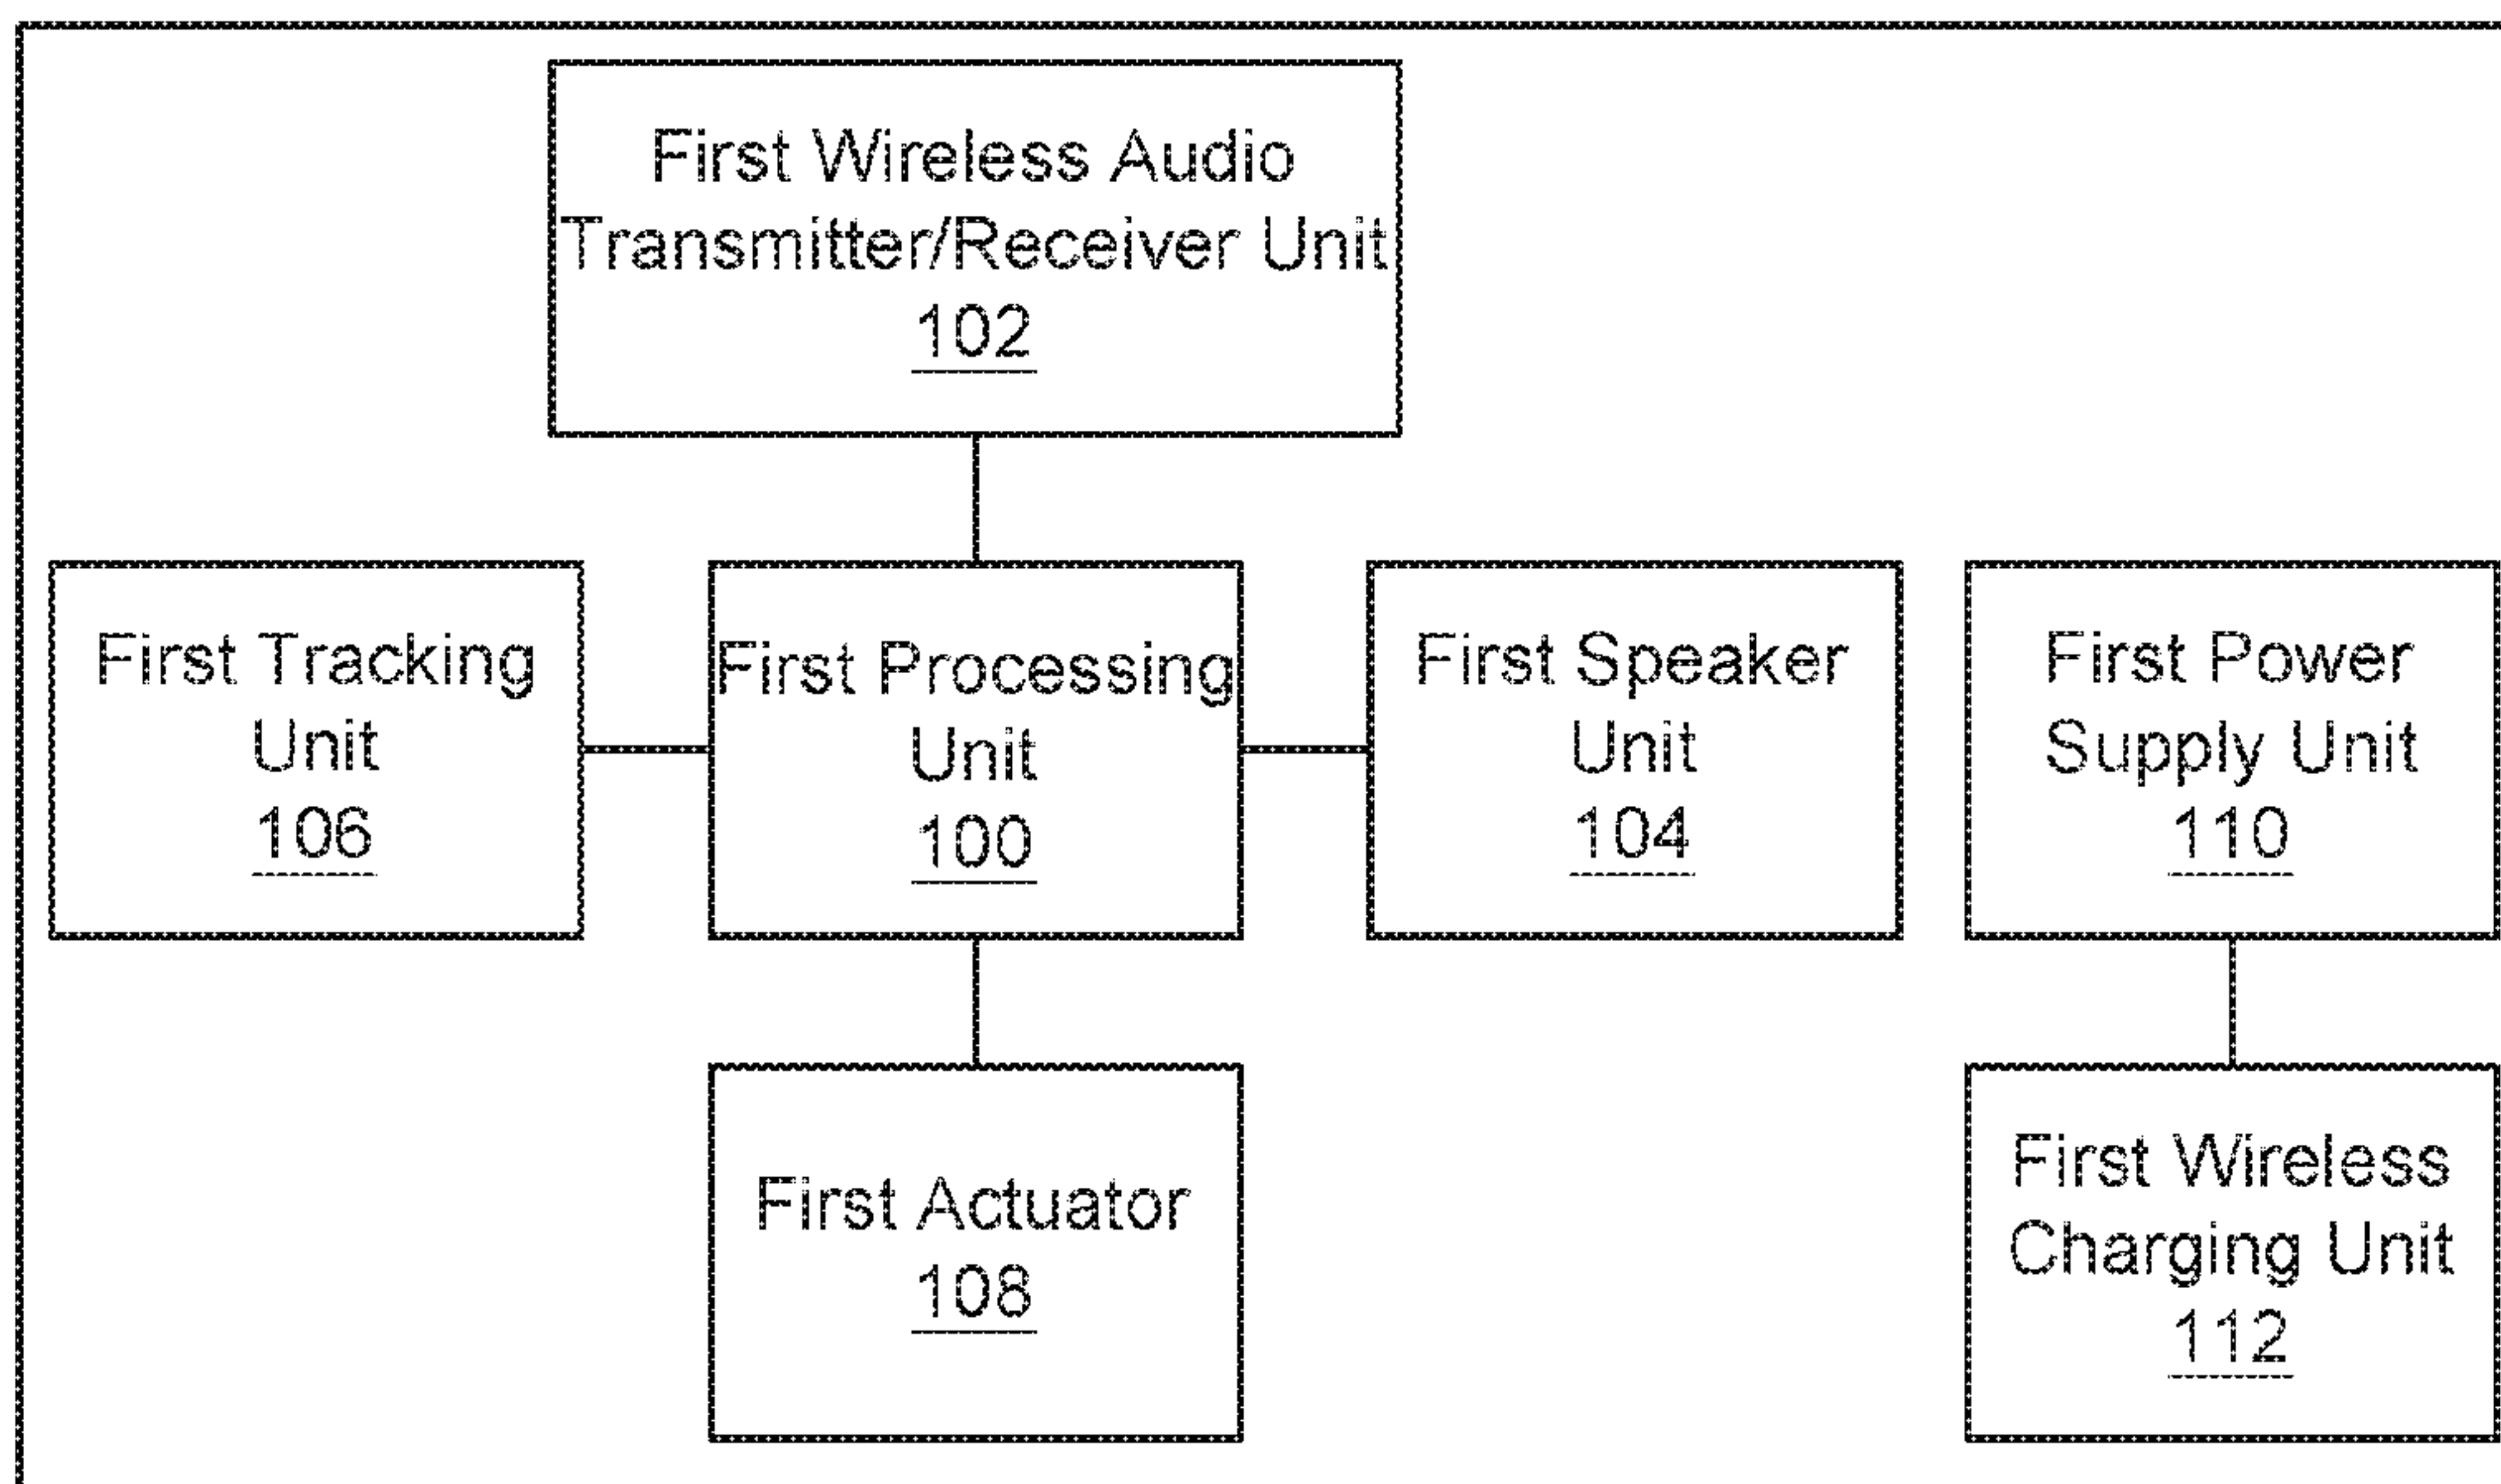 First Wireless Audio
Transmitter/Receiver Unit
102
First Tracking
Unit
106
First Processing
Unit
100
First Speaker
Unit
104
First Power
Supply Unit
110
First Actuator
108
First Wireless
Charging Unit
112